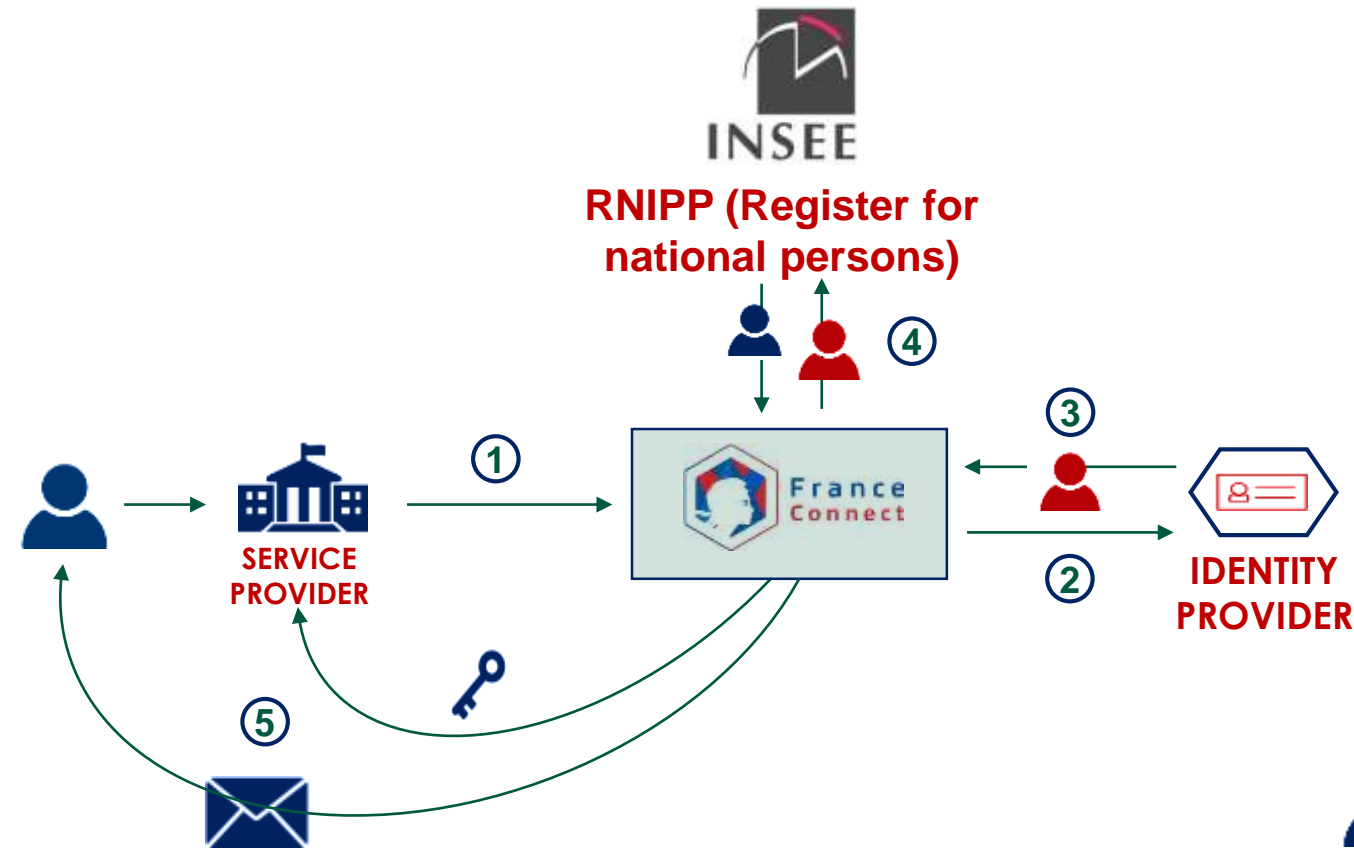 INSEE
RNIPP (Register for
national persons)
4
3
1
France
Connect
SERVICE
PROVIDER
2
IDENTITY
PROVIDER
5